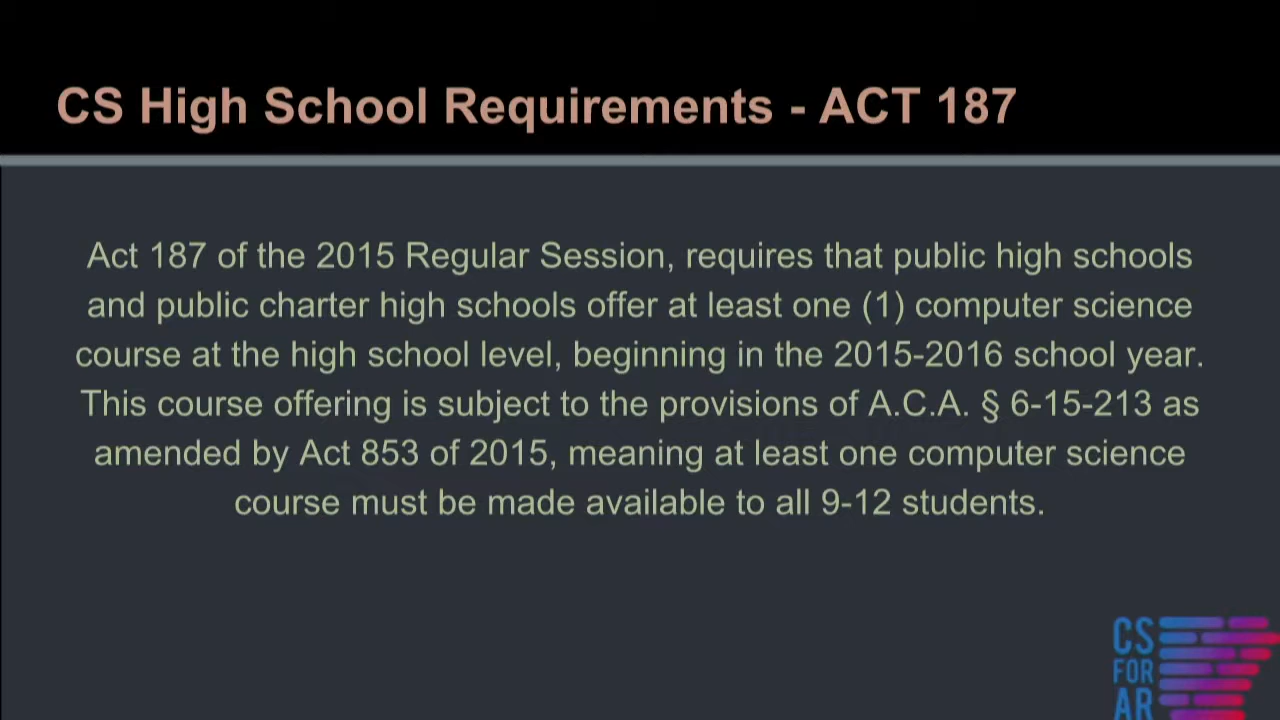 CS High School Requirements - ACT 187
Act 187 of the 2015 Regular Session, requires that public high schools
and public charter high schools offer at least one (1) computer science
course at the high school level, beginning in the 2015-2016 school year.
This course offering is subject to the provisions of A.C.A. § 6-15-213 as
amended by Act 853 of 2015, meaning at least one computer science
course must be made available to all 9-12 students.
CS
FOR
AR